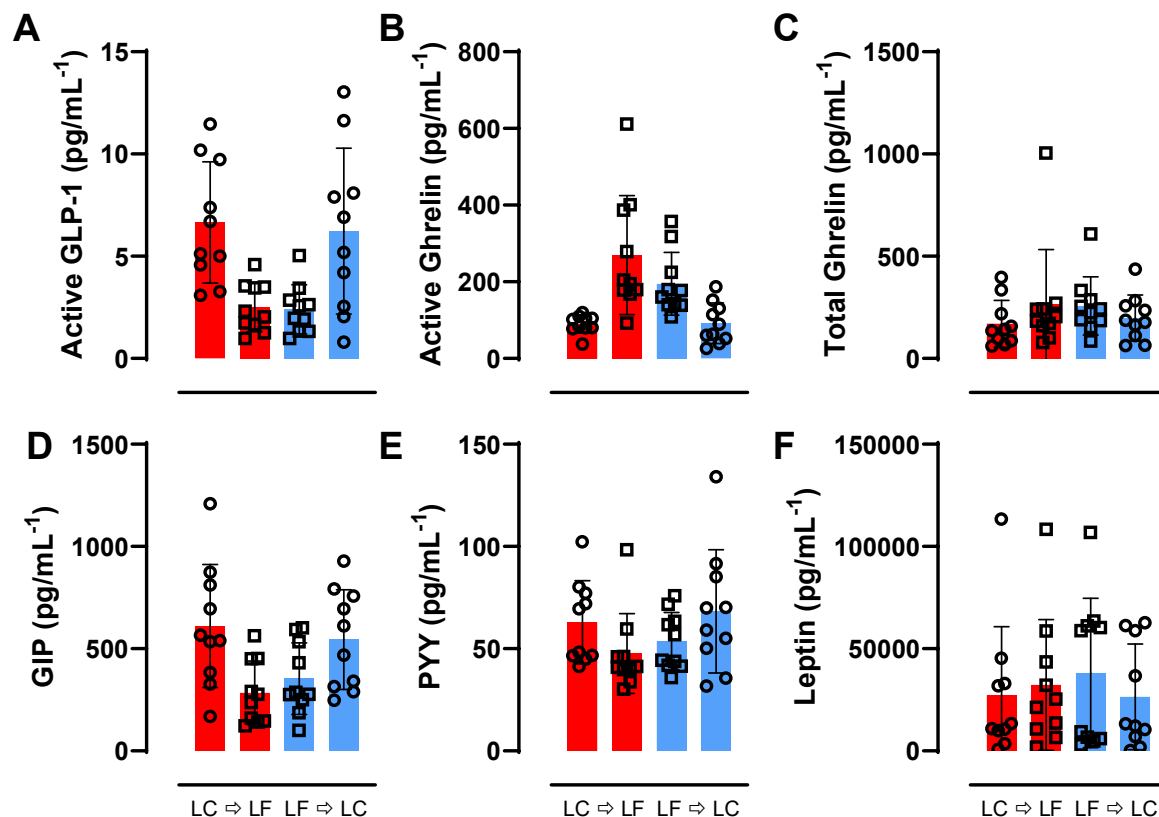 A
Active GLP-1 (pg/mL⁻¹)
15
10
5
0
B
Active Ghrelin (pg/mL⁻¹)
800
600
400
200
0
C
Total Ghrelin (pg/mL⁻¹)
1500
1000
500
0
D
GIP (pg/mL⁻¹)
1500
1000
500
0
LC ⇨ LF LF ⇨ LC
E
PYY (pg/mL⁻¹)
150
100
50
0
LC ⇨ LF LF ⇨ LC
F
Leptin (pg/mL⁻¹)
150000
100000
50000
0
LC ⇨ LF LF ⇨ LC